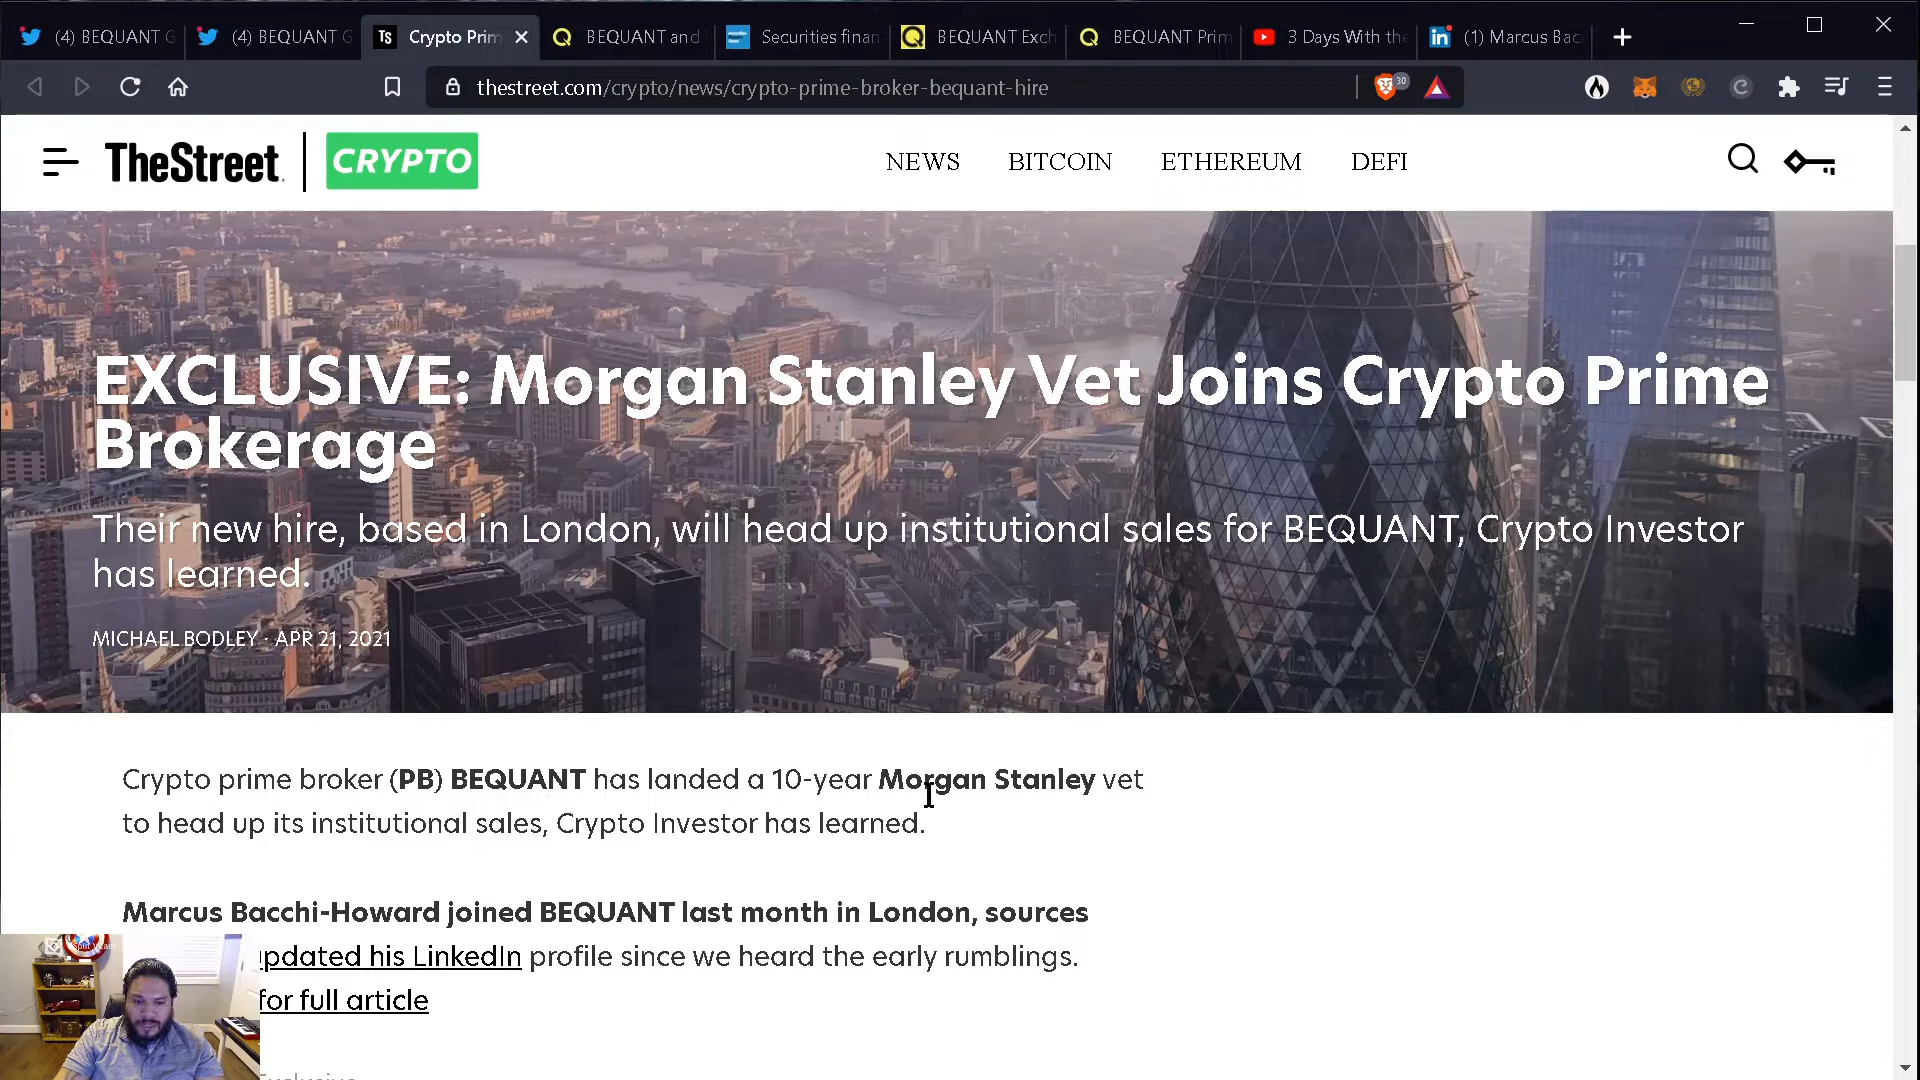 (4) BEQUANT G
(4) BEQUANT G
Ts Crypto Prim
BEQUANT and
Securities finan
BEQUANT Exch
BEQUANT Prim
3 Days With the
(1) Marcus Bac
thestreet.com/crypto/news/crypto-prime-broker-bequant-hire
30
TheStreet. CRYPTO
NEWS BITCOIN ETHEREUM DEFI
EXCLUSIVE: Morgan Stanley Vet Joins Crypto Prime
Brokerage
Their new hire, based in London, will head up institutional sales for BEQUANT, Crypto Investor
has learned.
MICHAEL BODLEY · APR 21, 2021
Crypto prime broker (PB) BEQUANT has landed a 10-year Morgan Stanley vet
to head up its institutional sales, Crypto Investor has learned.
Marcus Bacchi-Howard joined BEQUANT last month in London, sources
updated his LinkedIn profile since we heard the early rumblings.
for full article